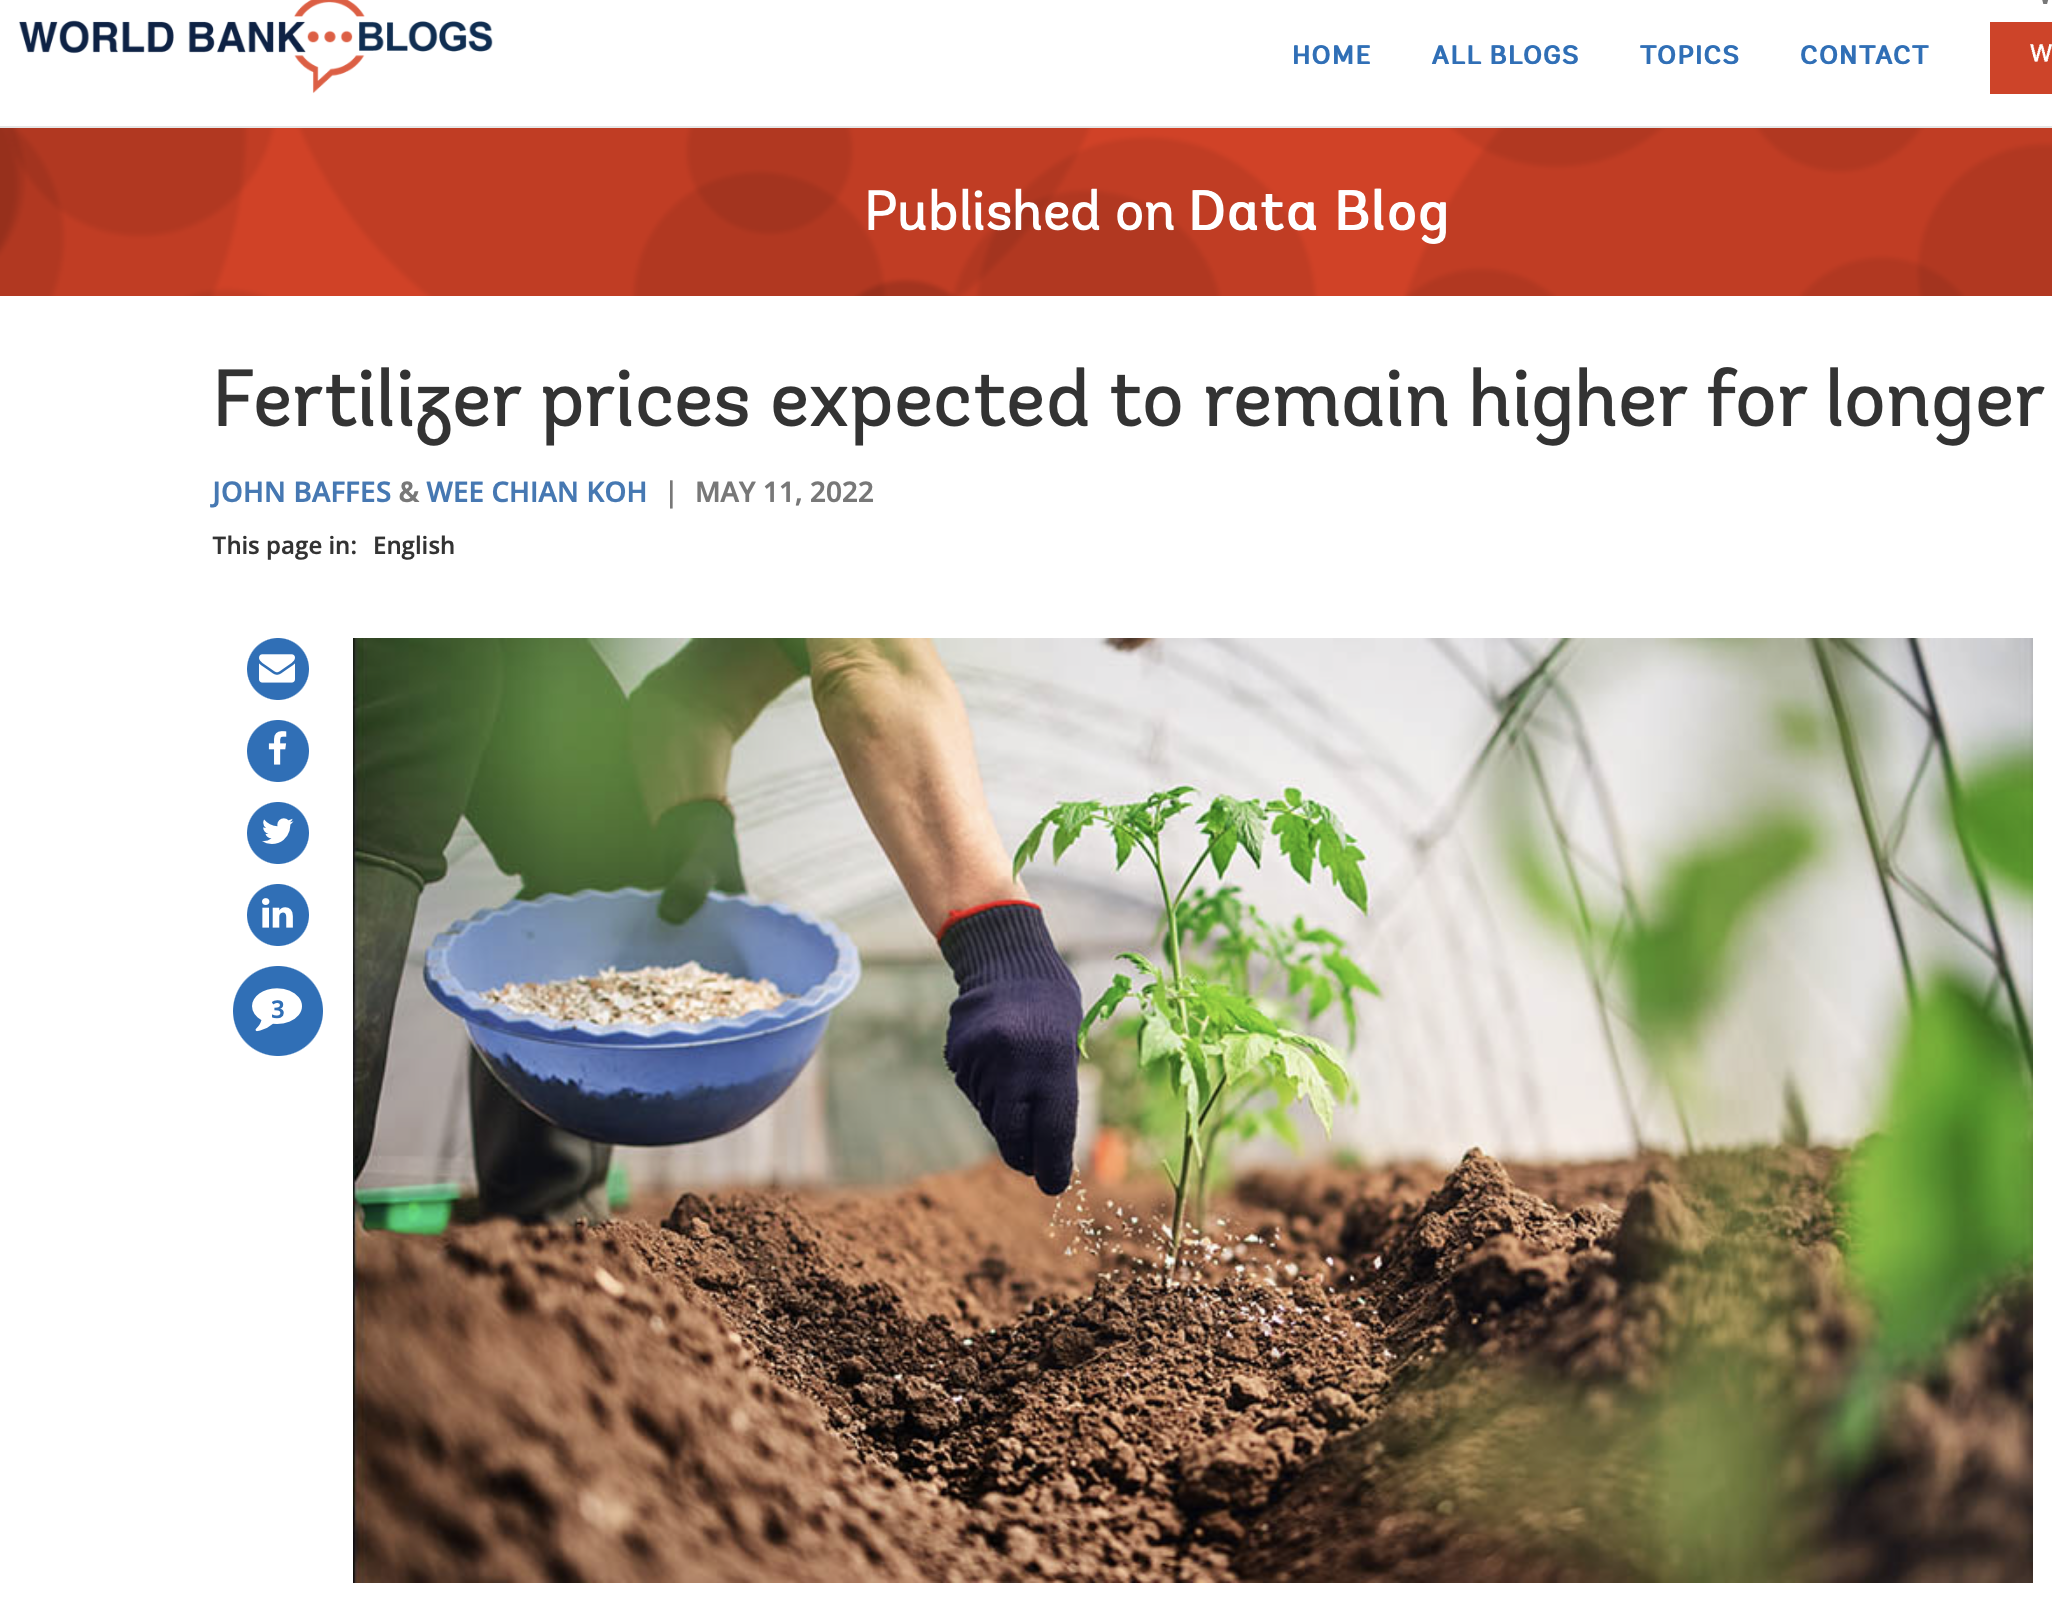 WORLD BANK BLOGS
HOME ALL BLOGS TOPICS CONTACT
Published on Data Blog
Fertilizer prices expected to remain higher for longer
JOHN BAFFES & WEE CHIAN KOH | MAY 11, 2022
This page in: English
3